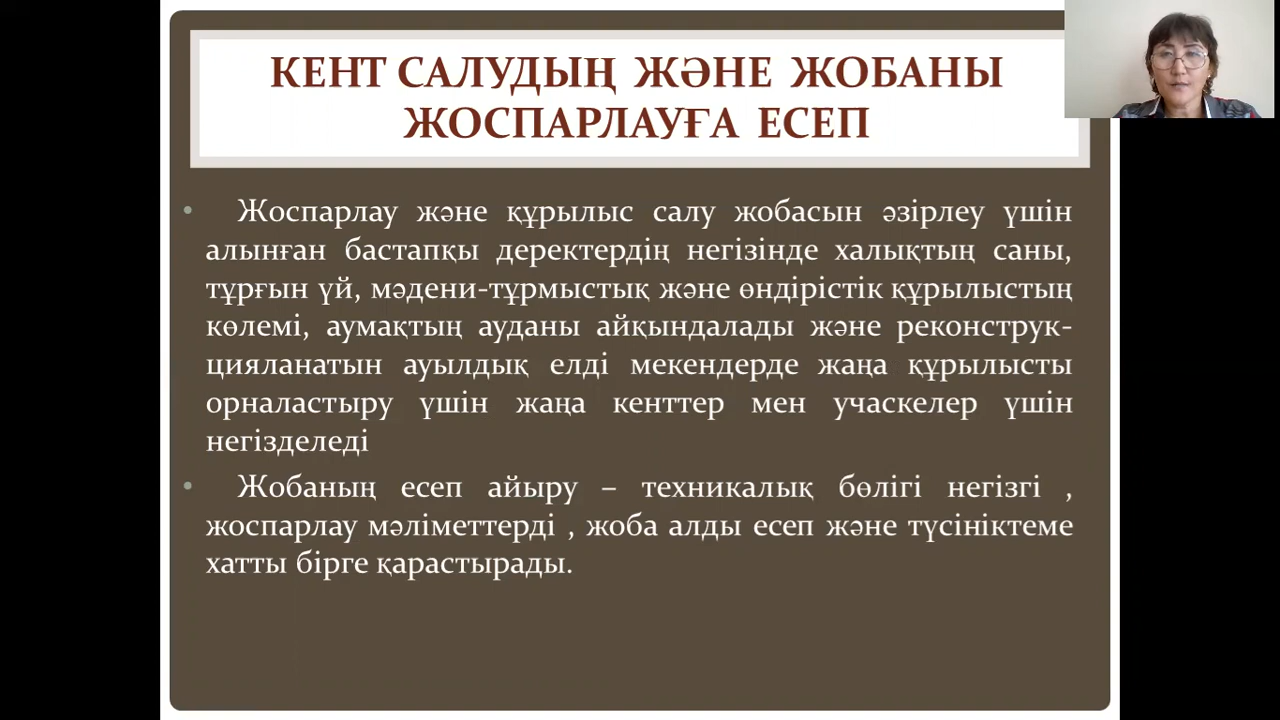 КЕНТ САЛУДЫҢ ЖӘНЕ ЖОБАНЫ
ЖОСПАРЛАУҒА ЕСЕП
• Жоспарлау және құрылыс салу жобасын әзірлеу үшін
алынған бастапқы деректердің негізінде халықтың саны,
тұрғын үй, мәдени-тұрмыстық және өндірістік құрылыстың
көлемі, аумақтың ауданы айқындалады және реконструк-
цияланатын ауылдық елді мекендерде жаңа құрылысты
орналастыру үшін жаңа кенттер мен учаскелер үшін
негізделеді
• Жобаның есеп айыру – техникалық бөлігі негізгі ,
жоспарлау мәліметтерді , жоба алды есеп және түсініктеме
хатты бірге қарастырады.